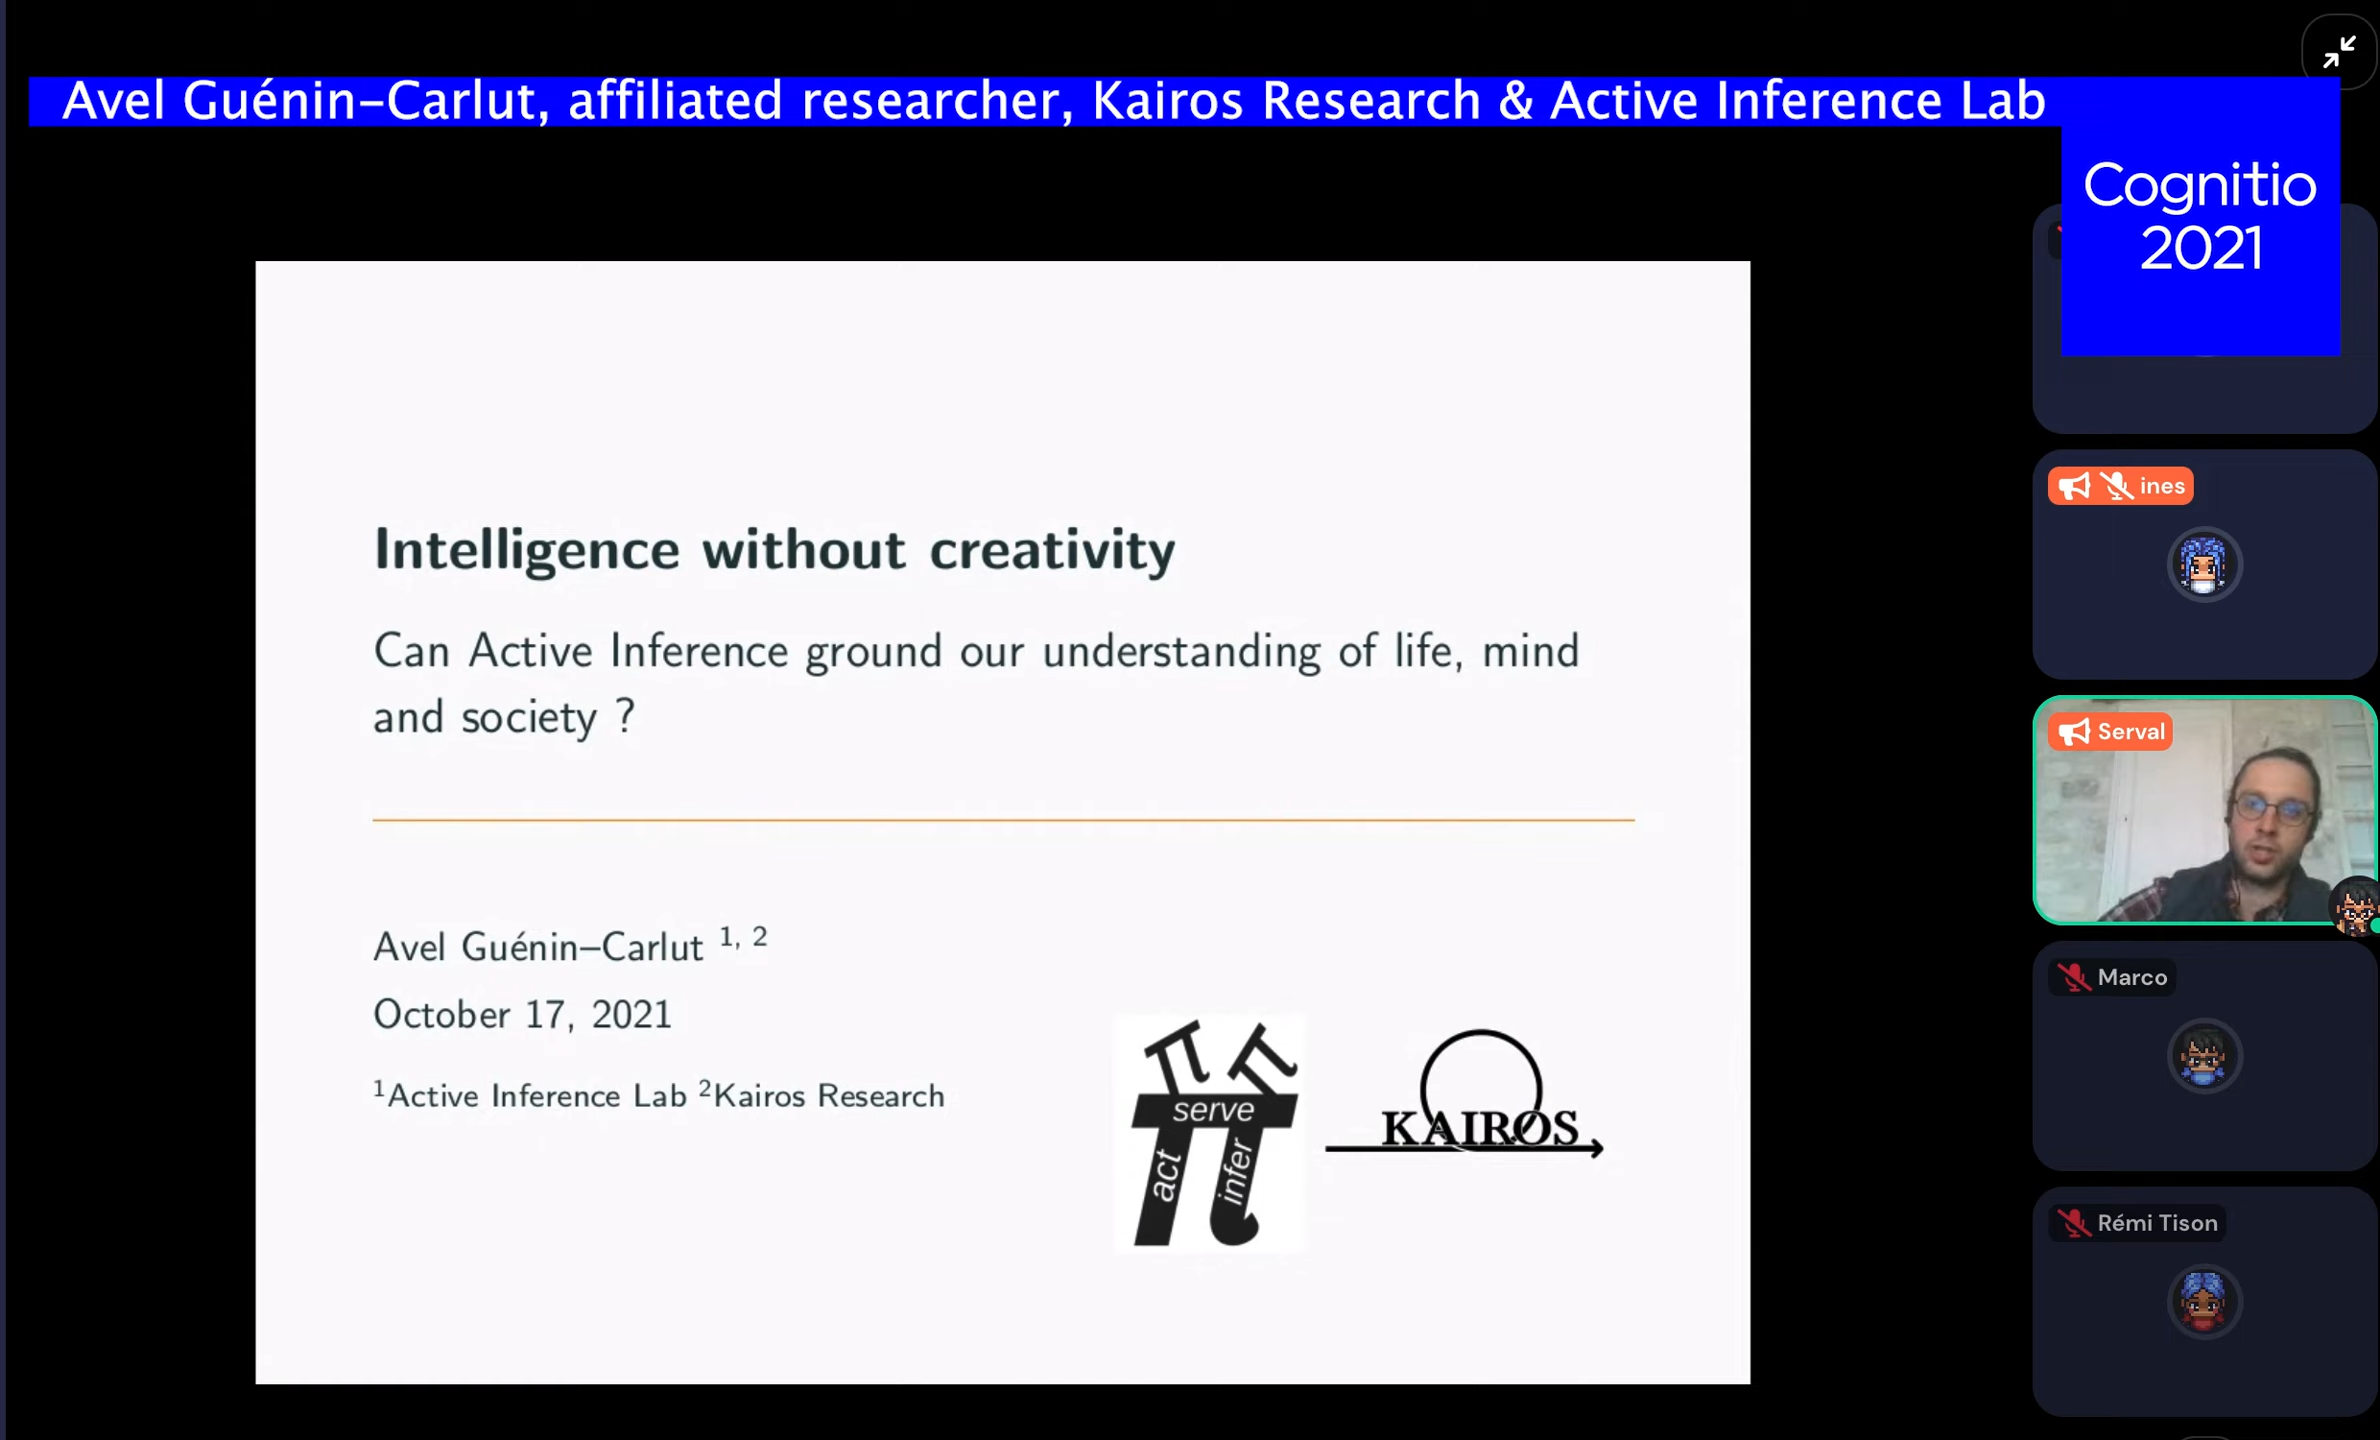 Avel Guénin–Carlut, affiliated researcher, Kairos Research & Active Inference Lab
Cognitio
2021
Intelligence without creativity
Can Active Inference ground our understanding of life, mind
and society ?
Avel Guénin–Carlut 1, 2
October 17, 2021
1Active Inference Lab 2Kairos Research
serve
act
infer
KAIROS
ines
Serval
Marco
Rémi Tison